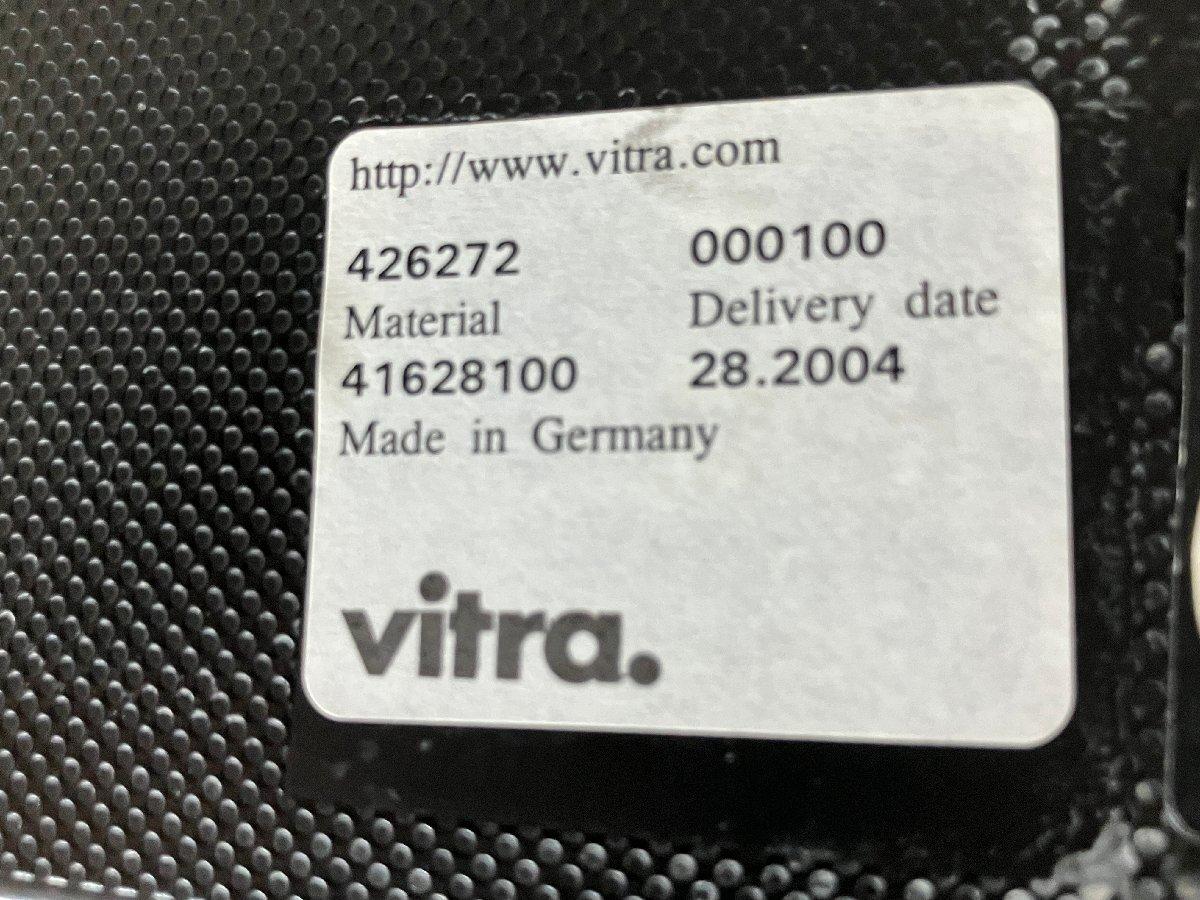 http://www.vitra.com
426272 000100
Material Delivery date
41628100 28.2004
Made in Germany
vitra.